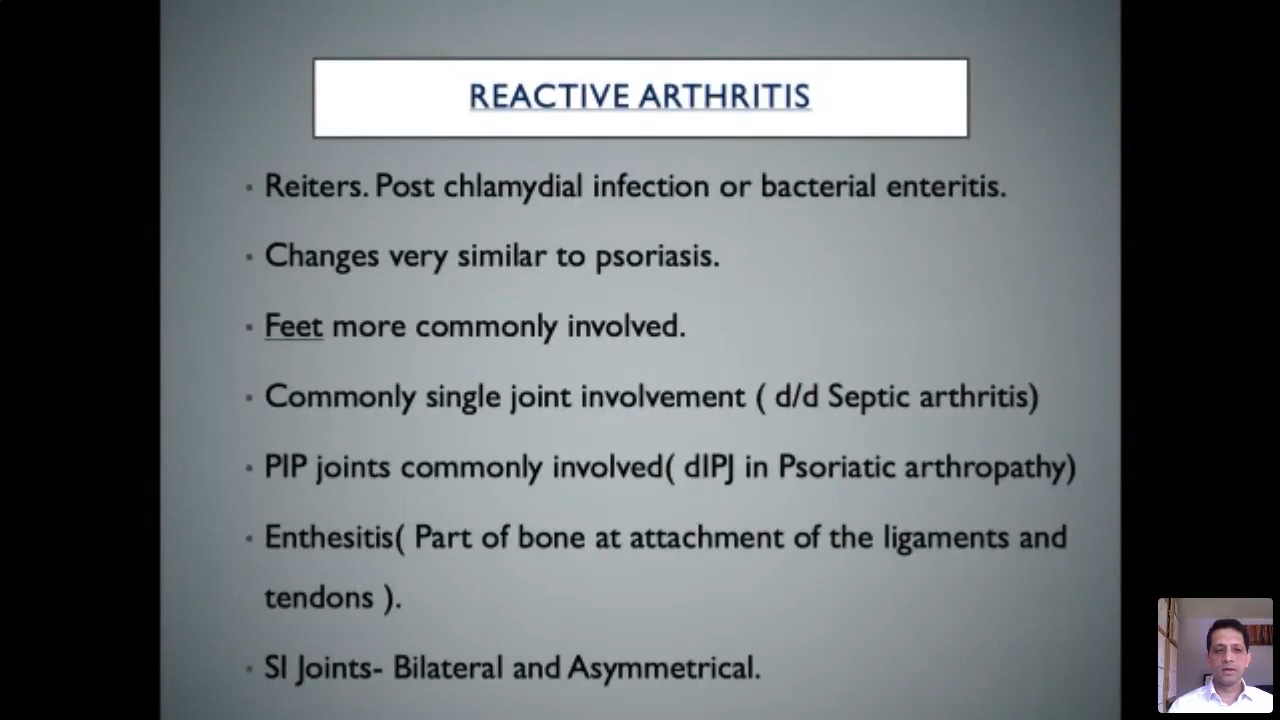 REACTIVE ARTHRITIS
• Reiters. Post chlamydial infection or bacterial enteritis.
• Changes very similar to psoriasis.
• Feet more commonly involved.
• Commonly single joint involvement ( d/d Septic arthritis)
• PIP joints commonly involved( dIPJ in Psoriatic arthropathy)
• Enthesitis( Part of bone at attachment of the ligaments and
tendons ).
• SI Joints- Bilateral and Asymmetrical.